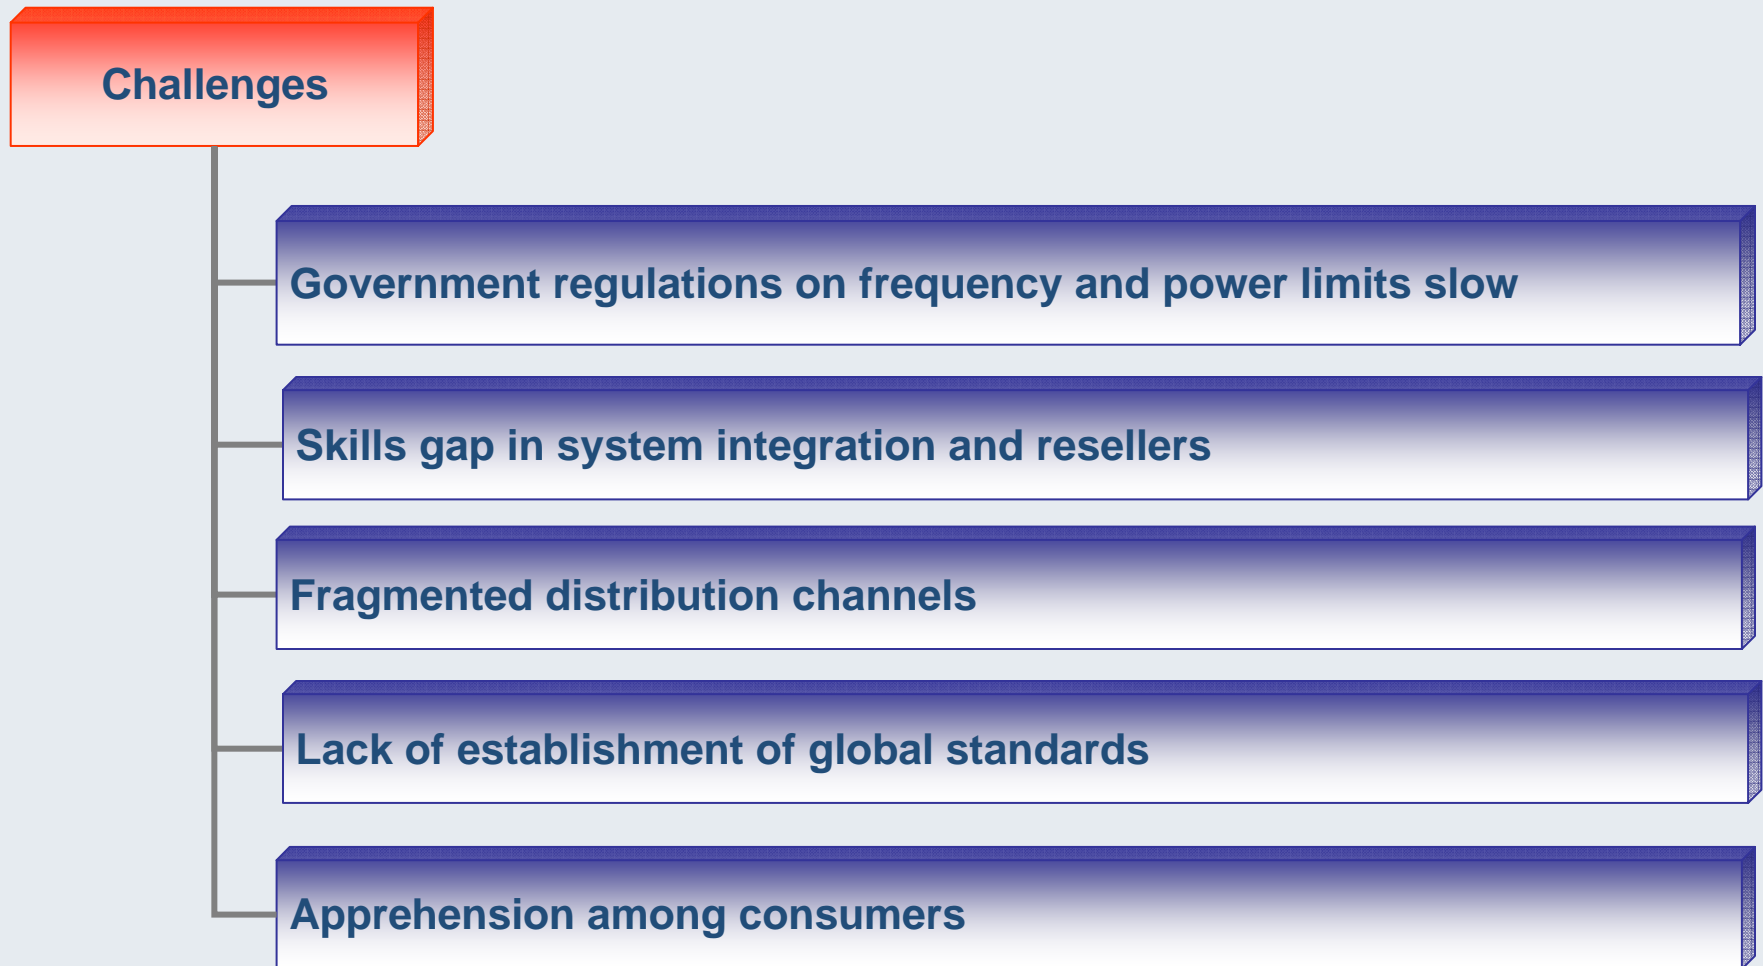 Challenges
Government regulations on frequency and power limits slow
Skills gap in system integration and resellers
Fragmented distribution channels
Lack of establishment of global standards
Apprehension among consumers